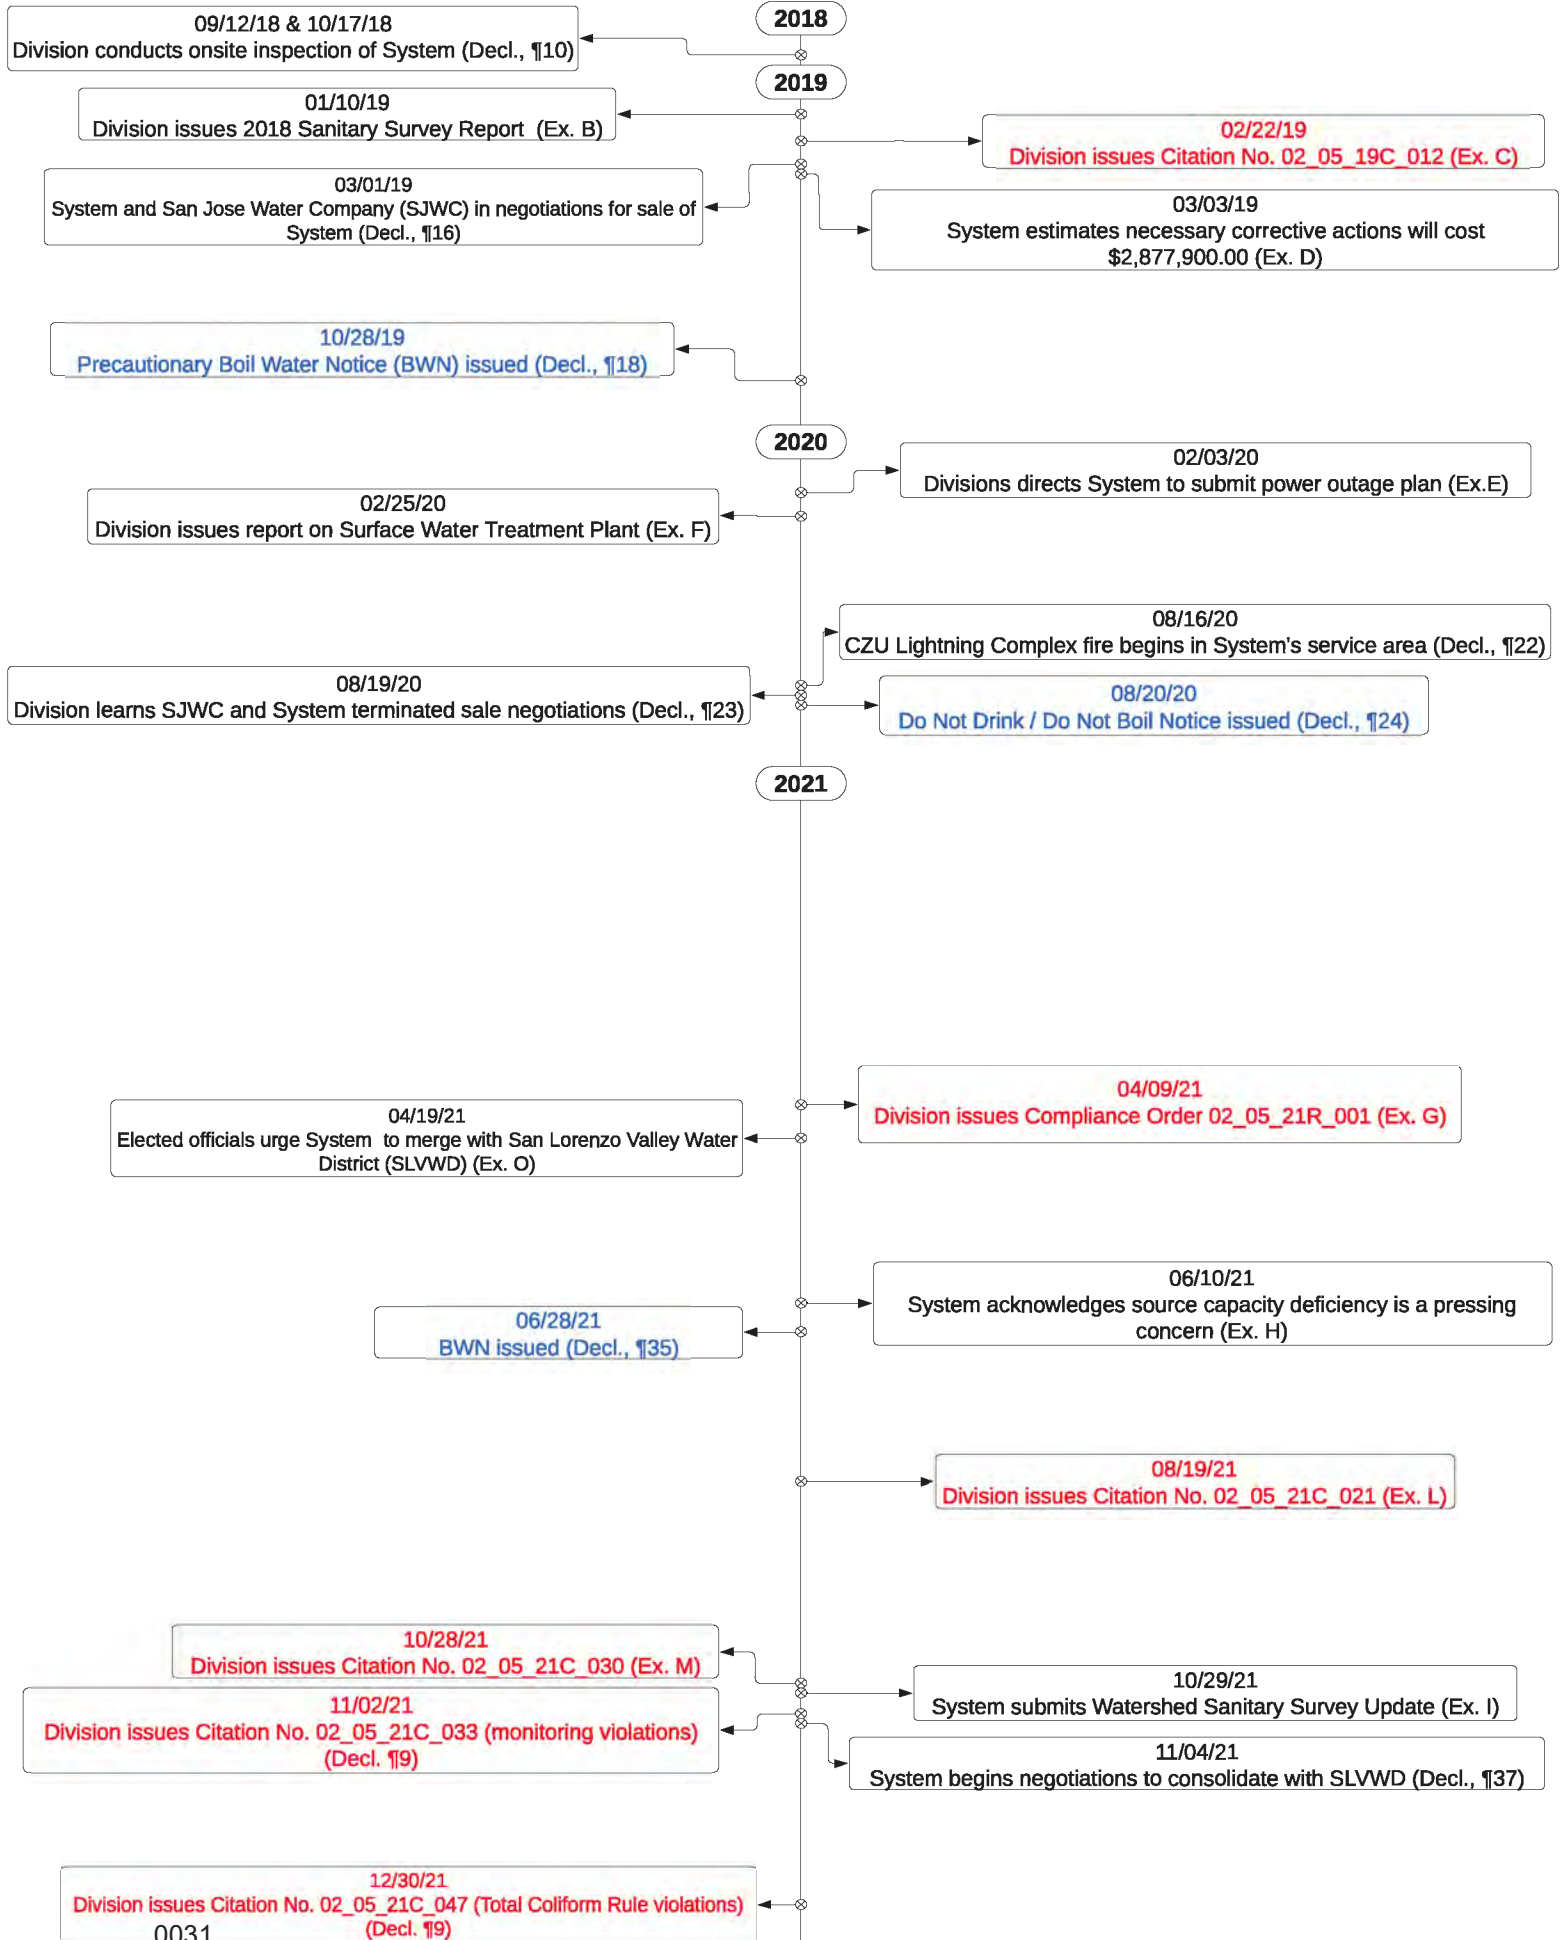 2018
09/12/18 & 10/17/18
Division conducts onsite inspection of System (Decl., ¶10)
2019
01/10/19
Division issues 2018 Sanitary Survey Report (Ex. B)
02/22/19
Division issues Citation No. 02_05_19C_012 (Ex. C)
03/01/19
System and San Jose Water Company (SJWC) in negotiations for sale of
System (Decl., ¶16)
03/03/19
System estimates necessary corrective actions will cost
$2,877,900.00 (Ex. D)
10/28/19
Precautionary Boil Water Notice (BWN) issued (Decl., ¶18)
2020
02/03/20
Divisions directs System to submit power outage plan (Ex.E)
02/25/20
Division issues report on Surface Water Treatment Plant (Ex. F)
08/16/20
CZU Lightning Complex fire begins in System's service area (Decl., ¶22)
08/19/20
Division learns SJWC and System terminated sale negotiations (Decl., ¶23)
08/20/20
Do Not Drink / Do Not Boil Notice issued (Decl., ¶24)
2021
04/09/21
Division issues Compliance Order 02_05_21R_001 (Ex. G)
04/19/21
Elected officials urge System to merge with San Lorenzo Valley Water
District (SLVWD) (Ex. O)
06/10/21
System acknowledges source capacity deficiency is a pressing
concern (Ex. H)
06/28/21
BWN issued (Decl., ¶35)
08/19/21
Division issues Citation No. 02_05_21C_021 (Ex. L)
10/28/21
Division issues Citation No. 02_05_21C_030 (Ex. M)
10/29/21
System submits Watershed Sanitary Survey Update (Ex. I)
11/02/21
Division issues Citation No. 02_05_21C_033 (monitoring violations)
(Decl. ¶9)
11/04/21
System begins negotiations to consolidate with SLVWD (Decl., ¶37)
12/30/21
Division issues Citation No. 02_05_21C_047 (Total Coliform Rule violations)
(Decl. ¶9)
0031